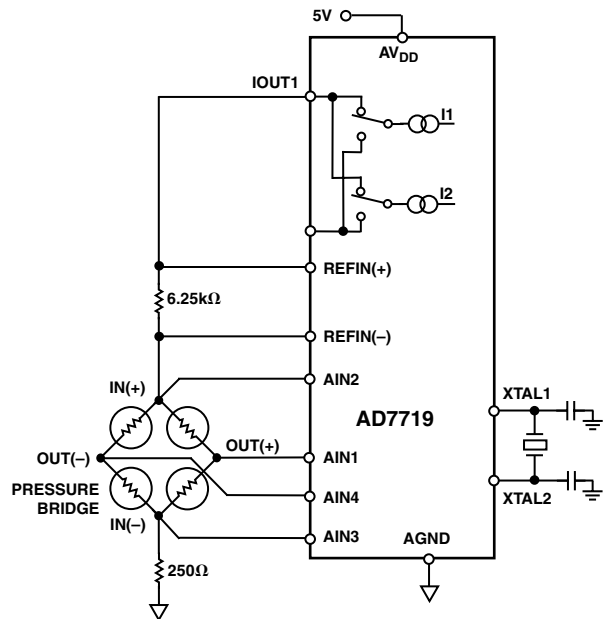 5V
AVDD
IOUT1
I1
I2
REFIN(+)
6.25kΩ
REFIN(–)
IN(+)
AIN2
XTAL1
AD7719
OUT(+)
OUT(–)
AIN1
PRESSURE
BRIDGE
AIN4
XTAL2
IN(–)
AIN3
AGND
250Ω